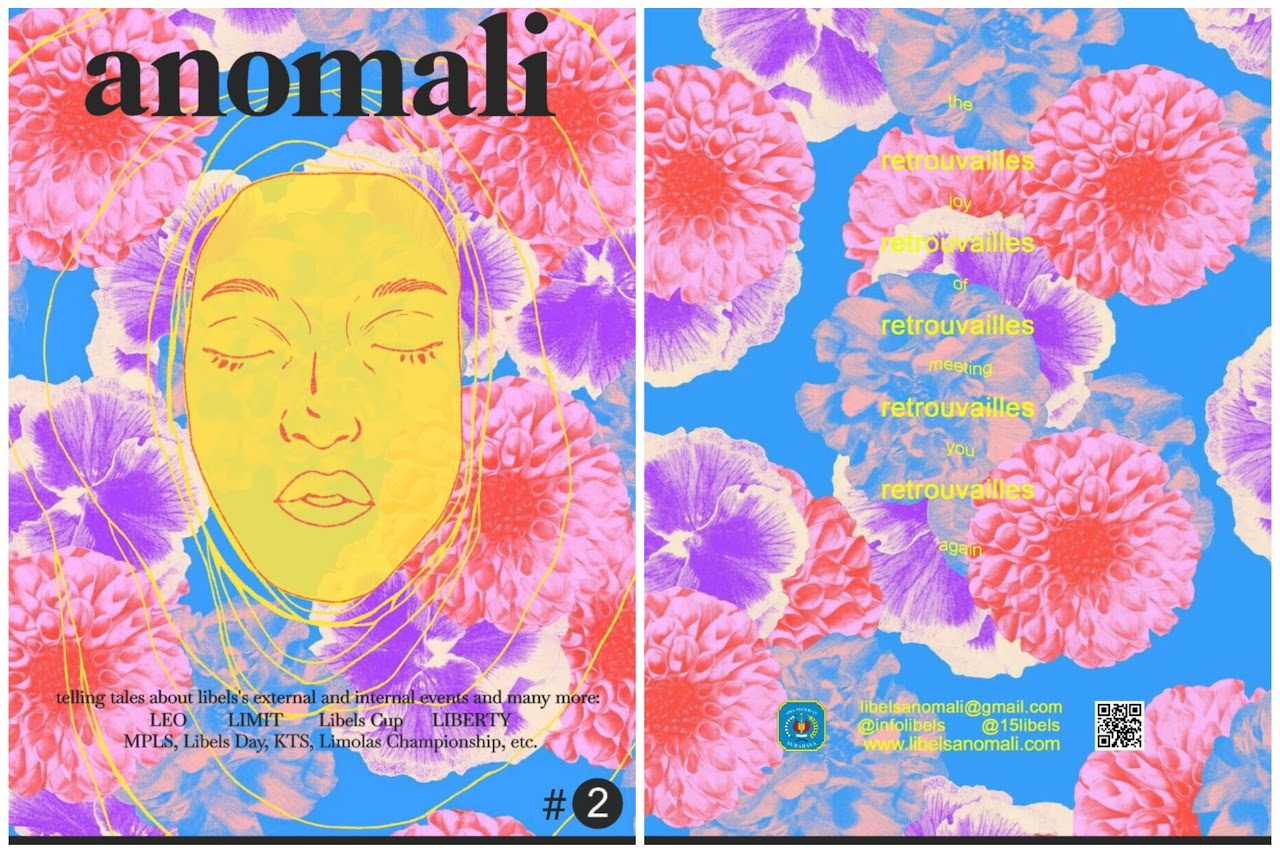 anomali
telling tales about libels's external and internal events and many more:
LEO LIMIT Libels Cup LIBERTY
MPLS, Libels Day, KTS, Limolas Championship, etc.
#2
the
retrouvailles
joy
retrouvailles
of
retrouvailles
meeting
retrouvailles
you
retrouvailles
again
SURABAYA
libelsanomali@gmail.com
@infolibels @15libels
www.libelsanomali.com